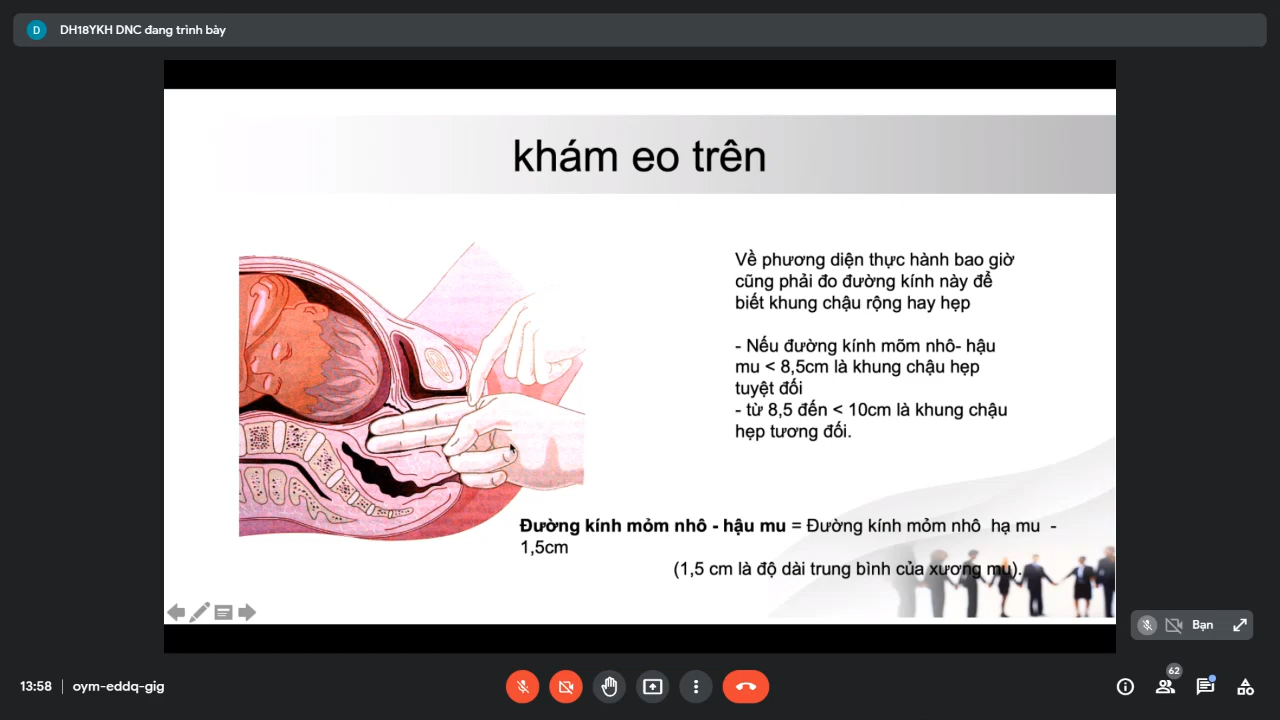 D
DH18YKH DNC đang trình bày
khám eo trên
Về phương diện thực hành bao giờ
cũng phải đo đường kính này để
biết khung chậu rộng hay hẹp
- Nếu đường kính mõm nhô- hậu
mu < 8,5cm là khung chậu hẹp
tuyệt đối
- từ 8,5 đến < 10cm là khung chậu
hẹp tương đối.
Đường kính mỏm nhô - hậu mu = Đường kính mỏm nhô hạ mu -
1,5cm
(1,5 cm là độ dài trung bình của xương mu).
Bạn
13:58
oym-eddq-gig
62